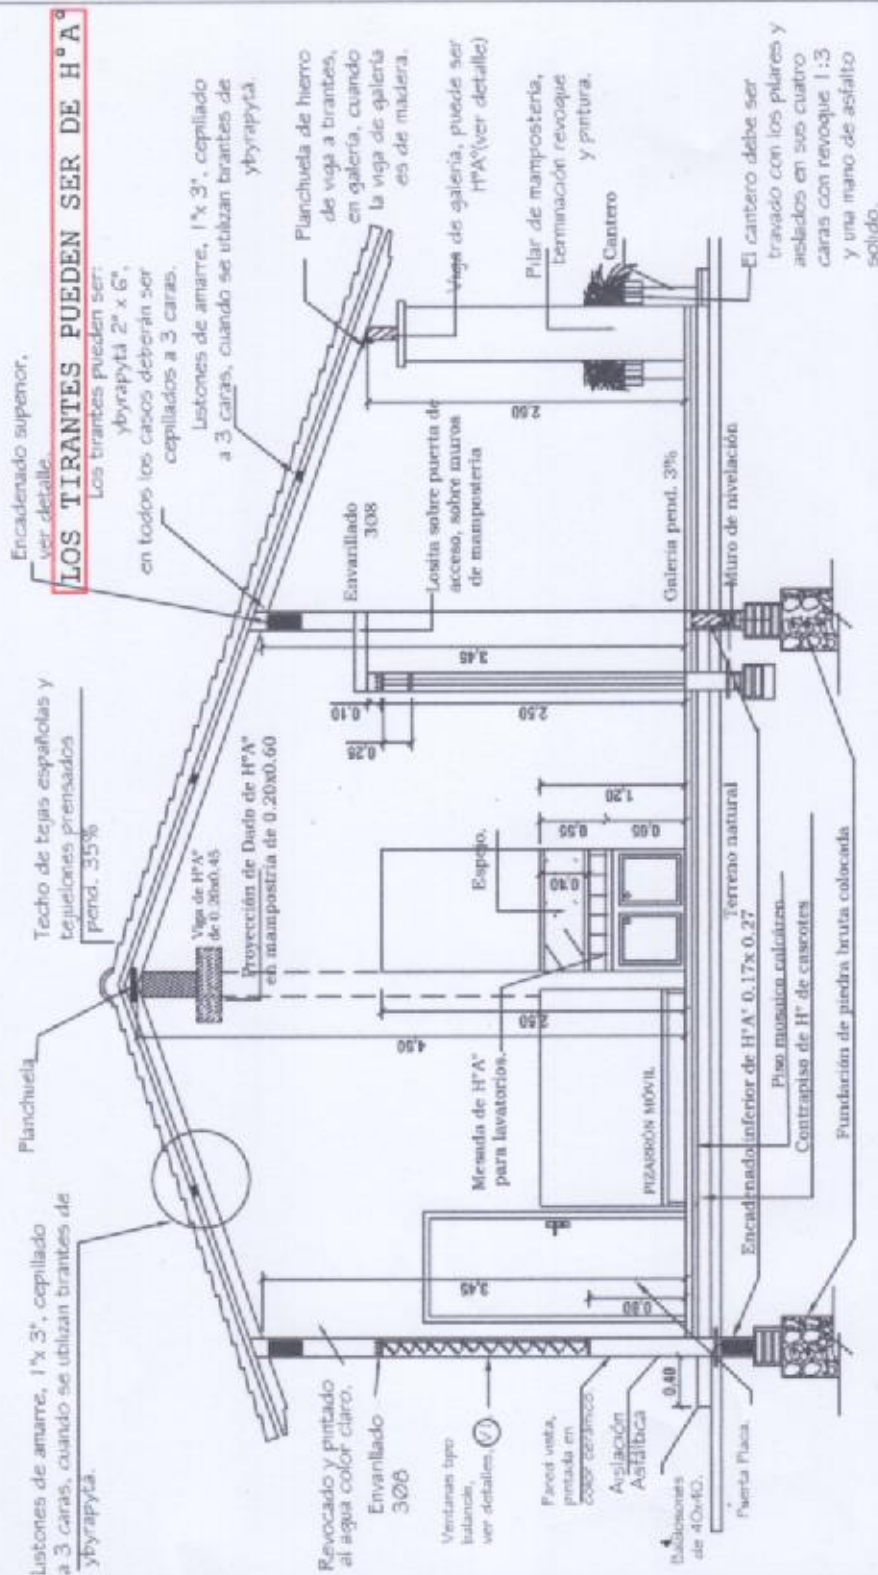 Listones de amarre, 1"x 3", cepillado
a 3 caras, cuando se utilizan tirantes de
ybyrapytá.
Planchuela
Techo de tejas españolas y
tejuelones prensados
pend. 35%
Encadenado superior,
ver detalle.
LOS TIRANTES PUEDEN SER DE H°A°
Los tirantes pueden ser:
ybyrapytá 2" x 6",
en todos los casos deberán ser
cepillados a 3 caras.
Listones de amarre, 1"x 3", cepillado
a 3 caras, cuando se utilizan tirantes de
ybyrapytá.
Planchuela de hierro
de viga a tirantes,
en galería, cuando
la viga de galería
es de madera.
Viga de galería, puede ser
H°A°(ver detalle)
Pilar de mampostería,
terminación revoque
y pintura.
Cantero
El cantero debe ser
travado con los pilares y
aislados en sus cuatro
caras con revoque 1:3
y una mano de asfalto
sólido.
Revocado y pintado
al agua color claro.
Envarillado
308
Ventanas tipo
balancín,
ver detalles.
V1
Pared vista,
pintada en
color cerámico
Aislación
Asfáltica
Baldosones
de 40x40.
Puerta Placa.
0,40
3,45
0,80
Viga de H°A°
de 0.20x0.45
Proyección de Dado de H°A°
en mampostría de 0.20x0.60
4,50
2,50
Mesada de H°A°
para lavatorios.
PIZARRÓN MÓVIL
Espejo.
0,40
0,55
0,65
1,20
Envarillado
308
Losita sobre puerta de
acceso, sobre muros
de mampostería
0,10
0,25
2,50
3,45
2,50
Galeria pend. 3%
Muro de nivelación
Terreno natural
Encadenado inferior de H°A° 0.17x 0.27
Piso mosaico calcáreo
Contrapiso de H° de cascotes
Fundación de piedra bruta colocada